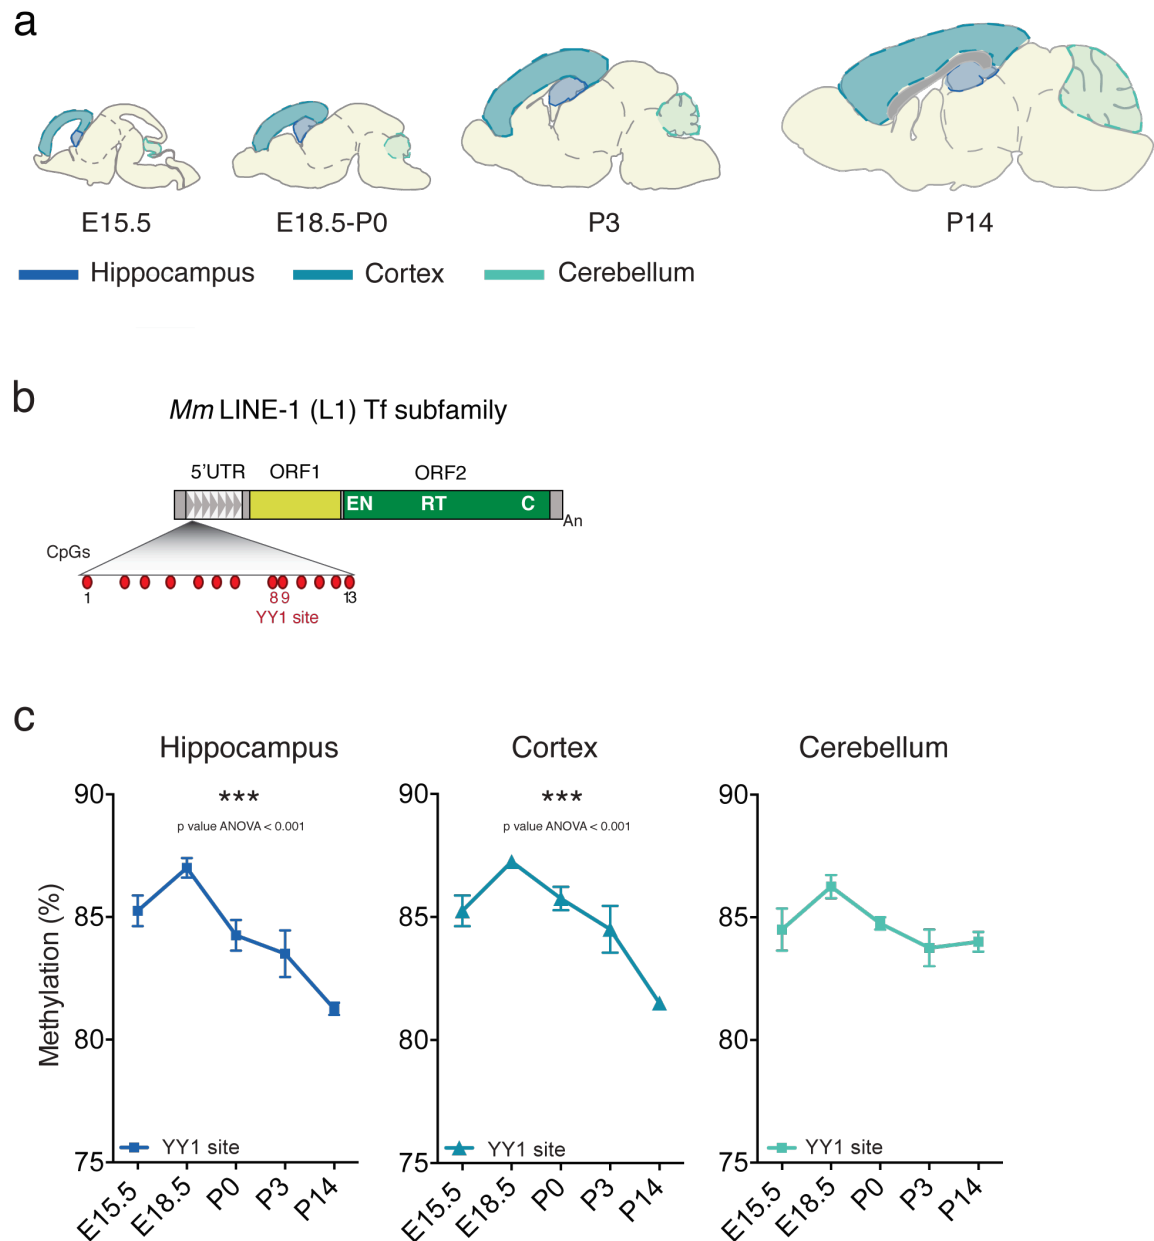 a
E15.5 E18.5-P0 P3 P14
Hippocampus Cortex Cerebellum
b
Mm LINE-1 (L1) Tf subfamily
5'UTR ORF1 ORF2
EN RT C
An
CpGs
1 8 9 13
YY1 site
c
Hippocampus Cortex Cerebellum
90 90 90
*** ***
p value ANOVA < 0.001 p value ANOVA < 0.001
85 85 85
Methylation (%)
80 80 80
YY1 site YY1 site YY1 site
75 75 75
E15.5 E18.5 P0 P3 P14 E15.5 E18.5 P0 P3 P14 E15.5 E18.5 P0 P3 P14